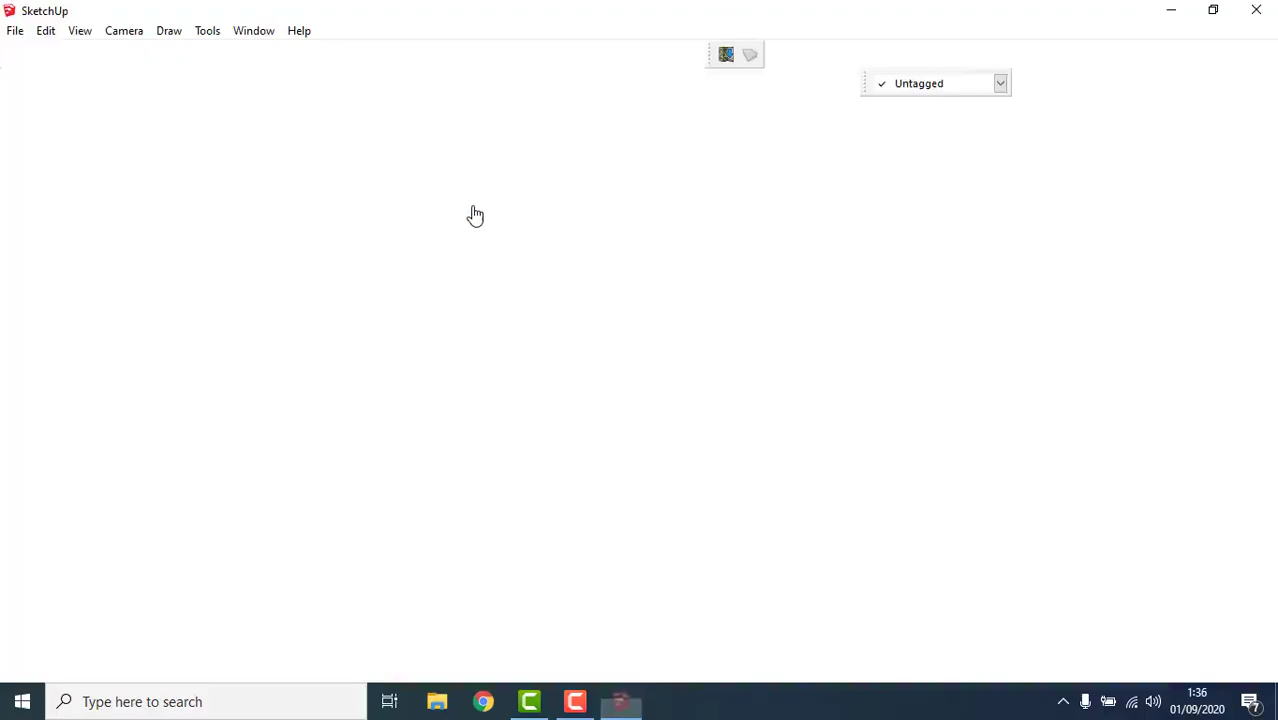 SketchUp
File Edit View Camera Draw Tools Window Help
Untagged
Type here to search
1:36
01/09/2020
7